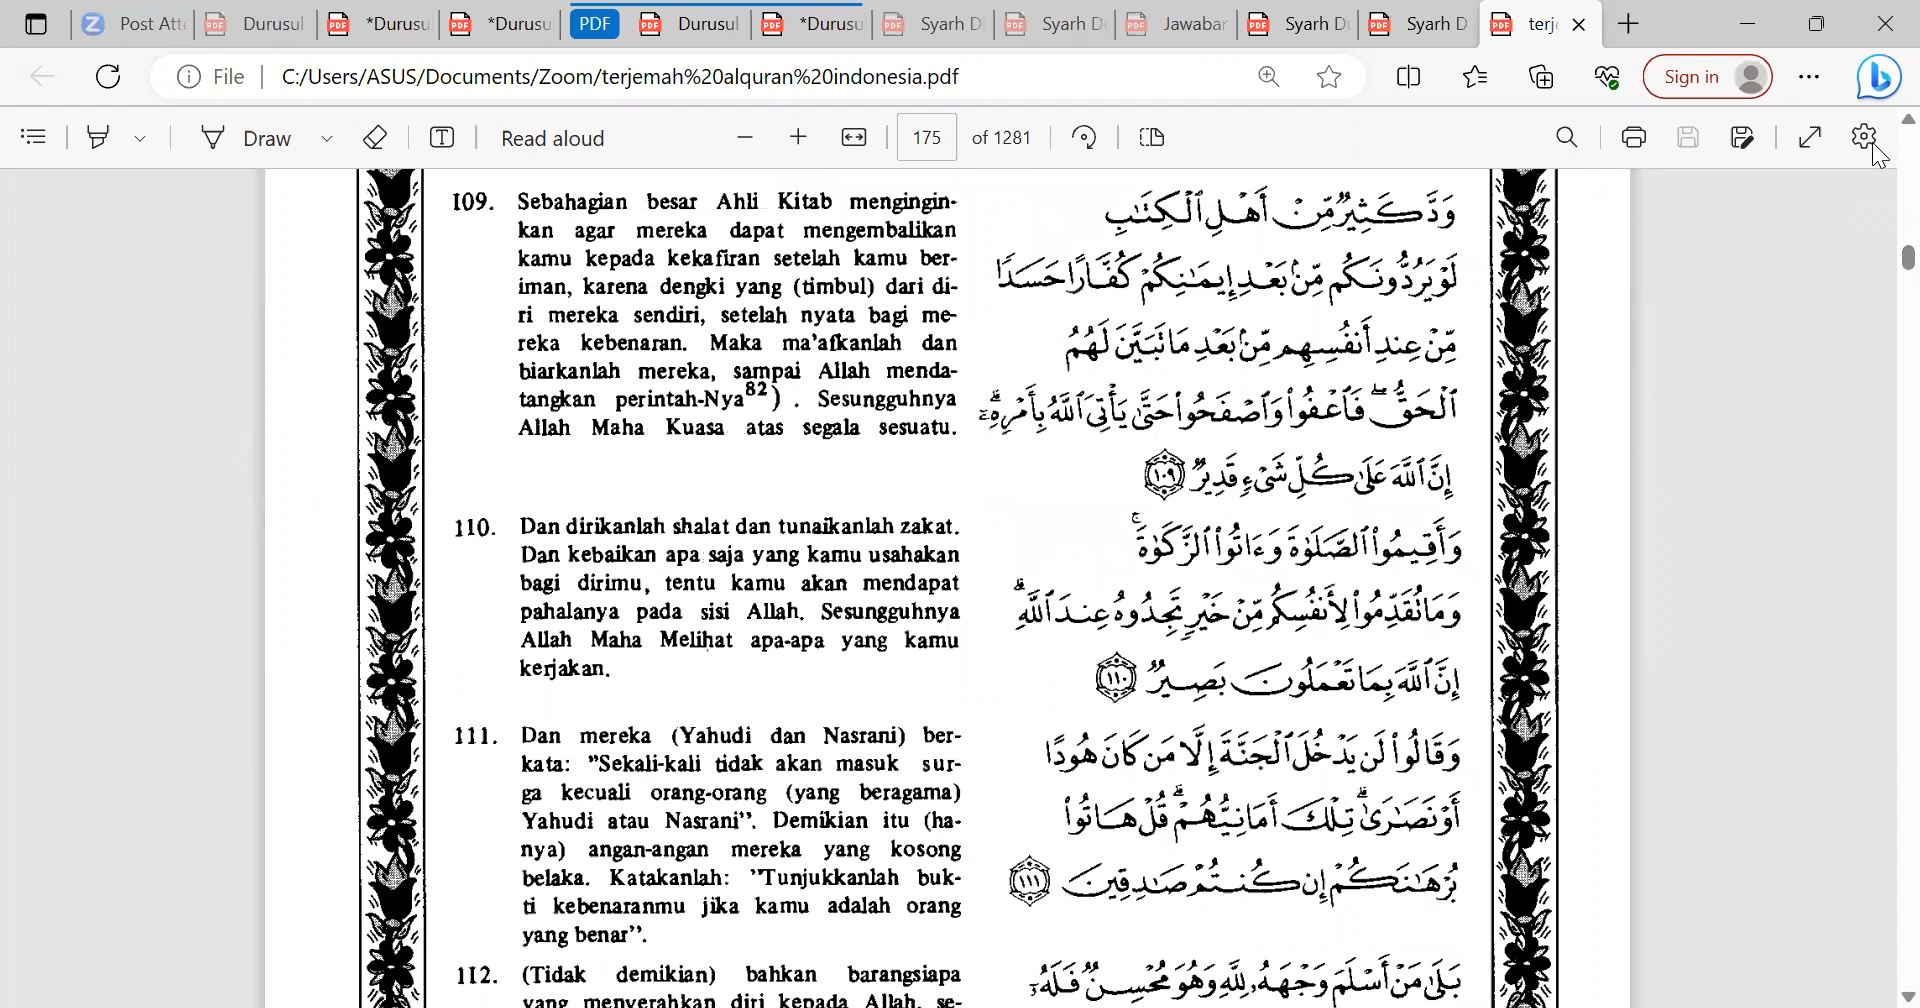 Post Att
Durusul
*Durusu
*Durusu
PDF
Durusul
*Durusu
Syarh D
Syarh D
Jawabar
Syarh Du
Syarh D
terje
File
C:/Users/ASUS/Documents/Zoom/terjemah%20alquran%20indonesia.pdf
Sign in
Draw
Read aloud
175
of 1281
109. Sebahagian besar Ahli Kitab mengingin-
kan agar mereka dapat mengembalikan
kamu kepada kekafiran setelah kamu ber-
iman, karena dengki yang (timbul) dari di-
ri mereka sendiri, setelah nyata bagi me-
reka kebenaran. Maka ma'afkanlah dan
biarkanlah mereka, sampai Allah menda-
tangkan perintah-Nya82) . Sesungguhnya
Allah Maha Kuasa atas segala sesuatu.
وَدَّ كَثِيرٌ مِّنْ أَهْلِ ٱلْكِتَٰبِ
لَوْ يَرُدُّونَكُم مِّنۢ بَعْدِ إِيمَٰنِكُمْ كُفَّارًا حَسَدًا
مِّنْ عِندِ أَنفُسِهِم مِّنۢ بَعْدِ مَا تَبَيَّنَ لَهُمُ
ٱلْحَقُّ ۖ فَٱعْفُوا۟ وَٱصْفَحُوا۟ حَتَّىٰ يَأْتِىَ ٱللَّهُ بِأَمْرِهِۦٓ ۗ
إِنَّ ٱللَّهَ عَلَىٰ كُلِّ شَىْءٍ قَدِيرٌ ١٠٩
110. Dan dirikanlah shalat dan tunaikanlah zakat.
Dan kebaikan apa saja yang kamu usahakan
bagi dirimu, tentu kamu akan mendapat
pahalanya pada sisi Allah. Sesungguhnya
Allah Maha Melihat apa-apa yang kamu
kerjakan.
وَأَقِيمُوا۟ ٱلصَّلَوٰةَ وَءَاتُوا۟ ٱلزَّكَوٰةَ ۚ
وَمَا تُقَدِّمُوا۟ لِأَنفُسِكُم مِّنْ خَيْرٍ تَجِدُوهُ عِندَ ٱللَّهِ ۗ
إِنَّ ٱللَّهَ بِمَا تَعْمَلُونَ بَصِيرٌ ١١٠
111. Dan mereka (Yahudi dan Nasrani) ber-
kata: "Sekali-kali tidak akan masuk sur-
ga kecuali orang-orang (yang beragama)
Yahudi atau Nasrani". Demikian itu (ha-
nya) angan-angan mereka yang kosong
belaka. Katakanlah: "Tunjukkanlah buk-
ti kebenaranmu jika kamu adalah orang
yang benar".
وَقَالُوا۟ لَن يَدْخُلَ ٱلْجَنَّةَ إِلَّا مَن كَانَ هُودًا
أَوْ نَصَٰرَىٰ ۗ تِلْكَ أَمَانِيُّهُمْ ۗ قُلْ هَاتُوا۟
بُرْهَٰنَكُمْ إِن كُنتُمْ صَٰدِقِينَ ١١١
112. (Tidak demikian) bahkan barangsiapa
yang menyerahkan diri kepada Allah, se-
بَلَىٰ مَنْ أَسْلَمَ وَجْهَهُۥ لِلَّهِ وَهُوَ مُحْسِنٌ فَلَهُۥٓ